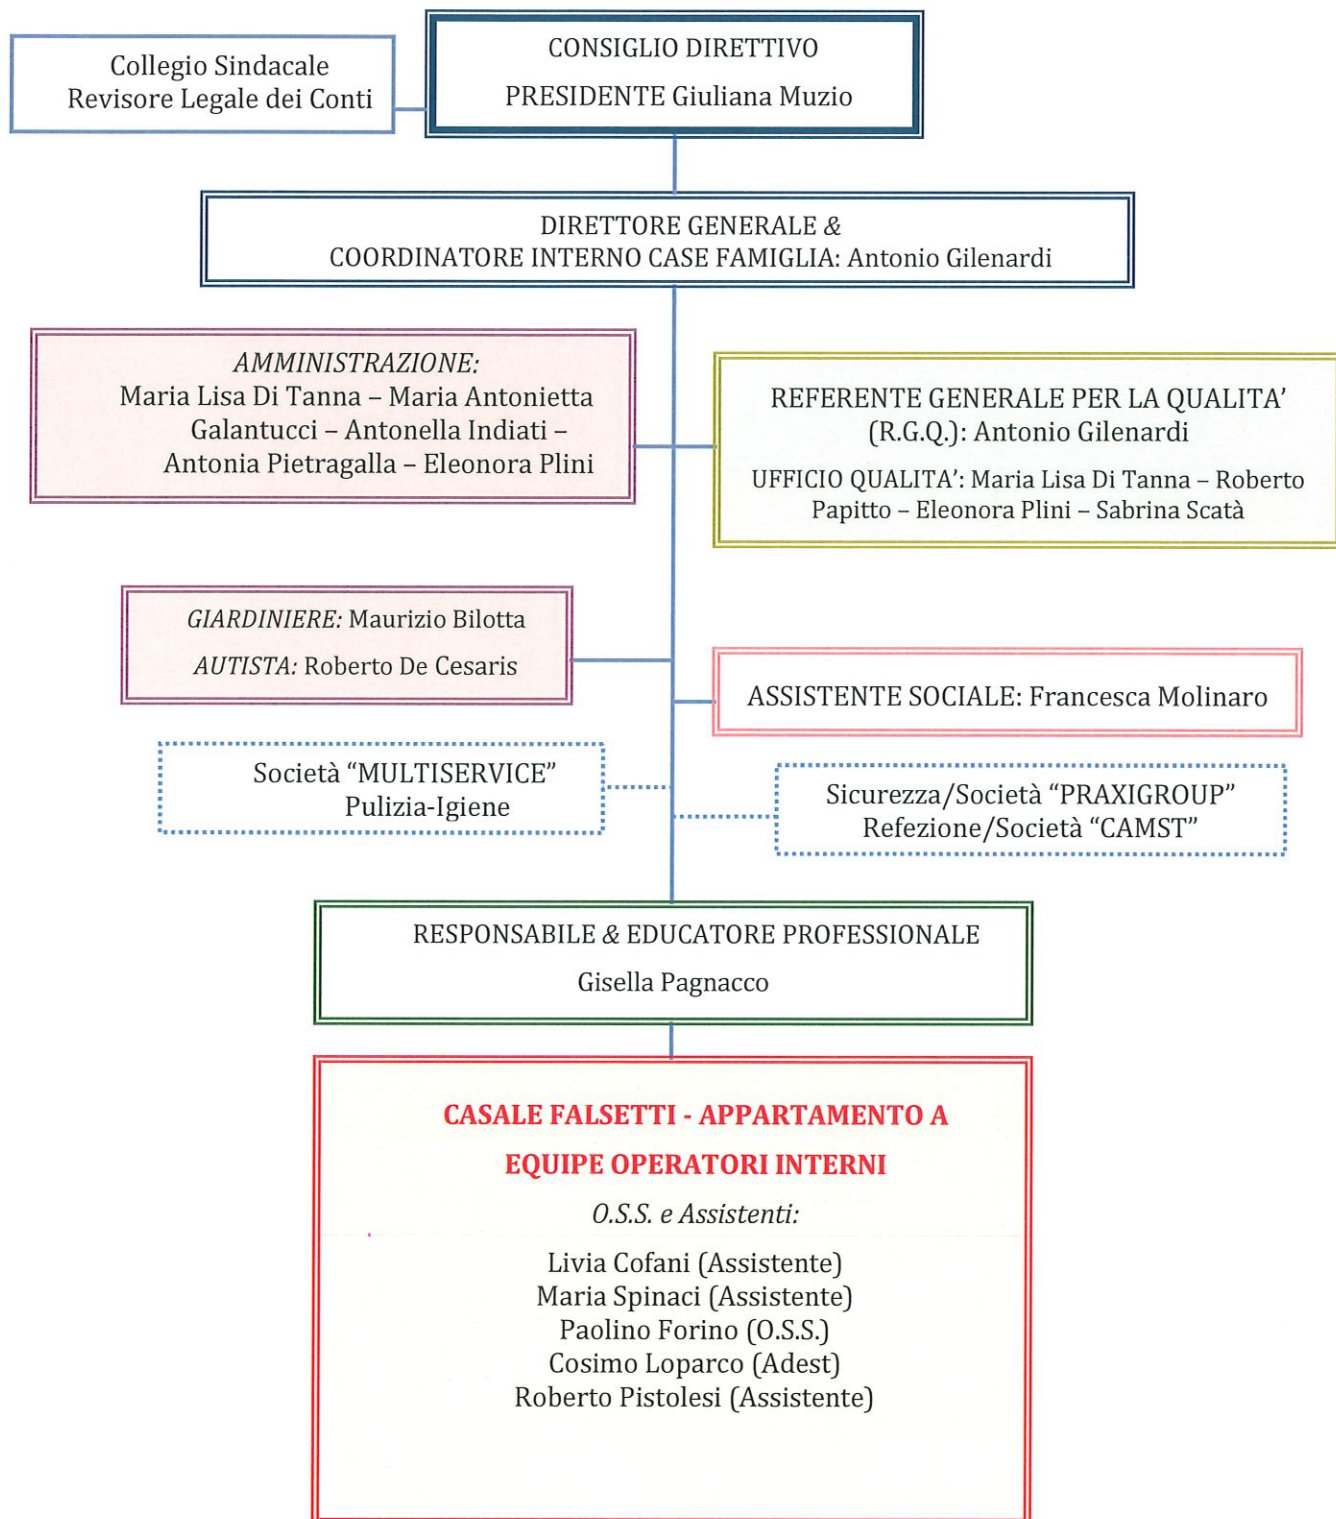 Collegio Sindacale
Revisore Legale dei Conti
CONSIGLIO DIRETTIVO
PRESIDENTE Giuliana Muzio
DIRETTORE GENERALE &
COORDINATORE INTERNO CASE FAMIGLIA: Antonio Gilenardi
AMMINISTRAZIONE:
Maria Lisa Di Tanna – Maria Antonietta
Galantucci – Antonella Indiati –
Antonia Pietragalla – Eleonora Plini
REFERENTE GENERALE PER LA QUALITA’
(R.G.Q.): Antonio Gilenardi
UFFICIO QUALITA’: Maria Lisa Di Tanna – Roberto
Papitto – Eleonora Plini – Sabrina Scatà
GIARDINIERE: Maurizio Bilotta
AUTISTA: Roberto De Cesaris
ASSISTENTE SOCIALE: Francesca Molinaro
Società “MULTISERVICE”
Pulizia-Igiene
Sicurezza/Società “PRAXIGROUP”
Refezione/Società “CAMST”
RESPONSABILE & EDUCATORE PROFESSIONALE
Gisella Pagnacco
CASALE FALSETTI - APPARTAMENTO A
EQUIPE OPERATORI INTERNI
O.S.S. e Assistenti:
Livia Cofani (Assistente)
Maria Spinaci (Assistente)
Paolino Forino (O.S.S.)
Cosimo Loparco (Adest)
Roberto Pistolesi (Assistente)